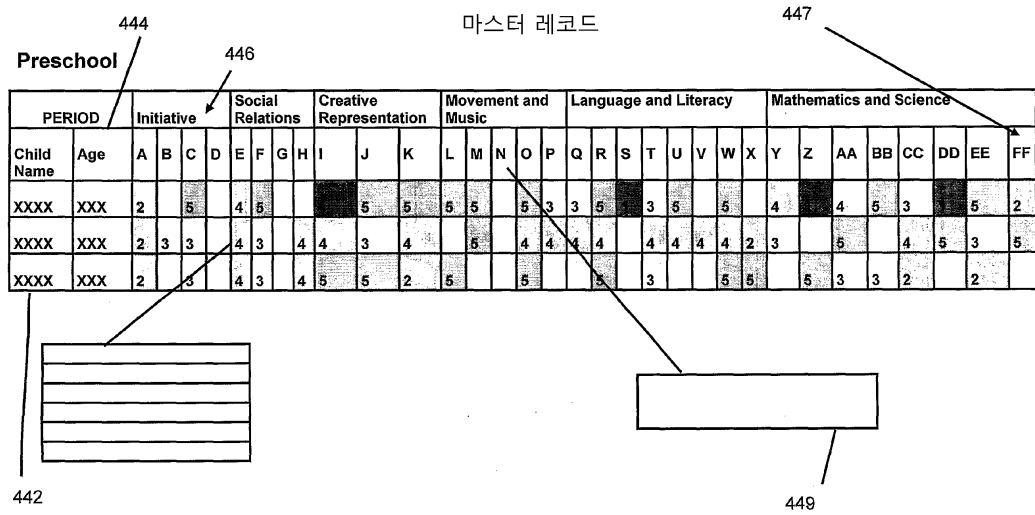 마스터 레코드
444
447
446
Preschool
PERIOD Initiative Social Relations Creative Representation Movement and Music Language and Literacy Mathematics and Science
Child Name Age A B C D E F G H I J K L M N O P Q R S T U V W X Y Z AA BB CC DD EE FF
XXXX XXX 2 5 4 5 5 5 5 5 5 3 3 5 3 5 5 4 4 5 3 5 2
XXXX XXX 2 3 3 4 3 4 4 3 4 5 4 4 4 4 4 4 4 4 2 3 5 4 5 3 5
XXXX XXX 2 3 4 3 4 5 5 2 5 5 5 3 5 5 5 3 3 2 2
442
449